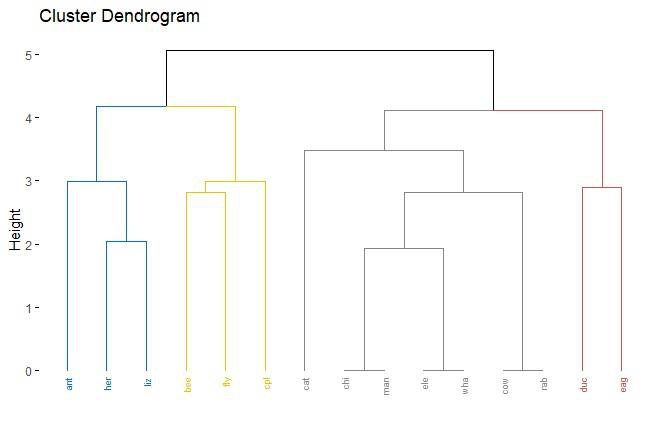 Cluster Dendrogram
5
4
3
2
1
0
Height
ant her liz bee fly cpl cat chi man ele wha cow rab duc eag